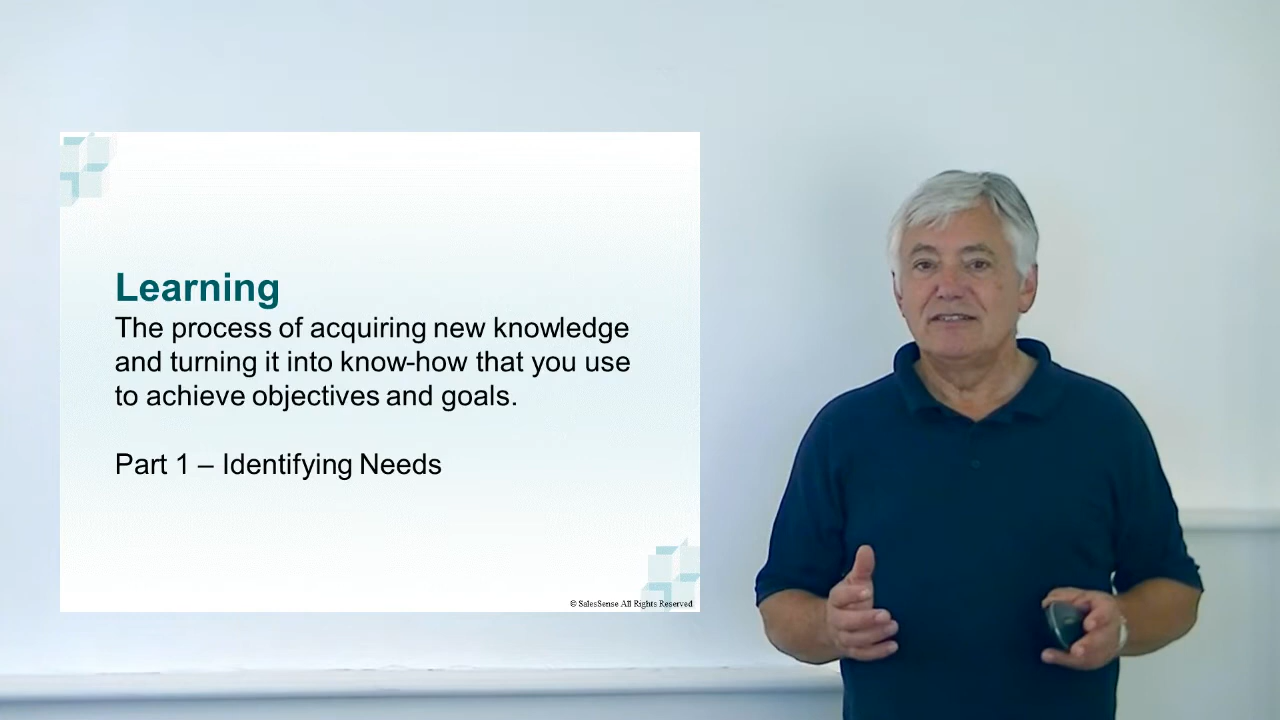 Learning
The process of acquiring new knowledge
and turning it into know-how that you use
to achieve objectives and goals.
Part 1 – Identifying Needs
© SalesSense All Rights Reserved